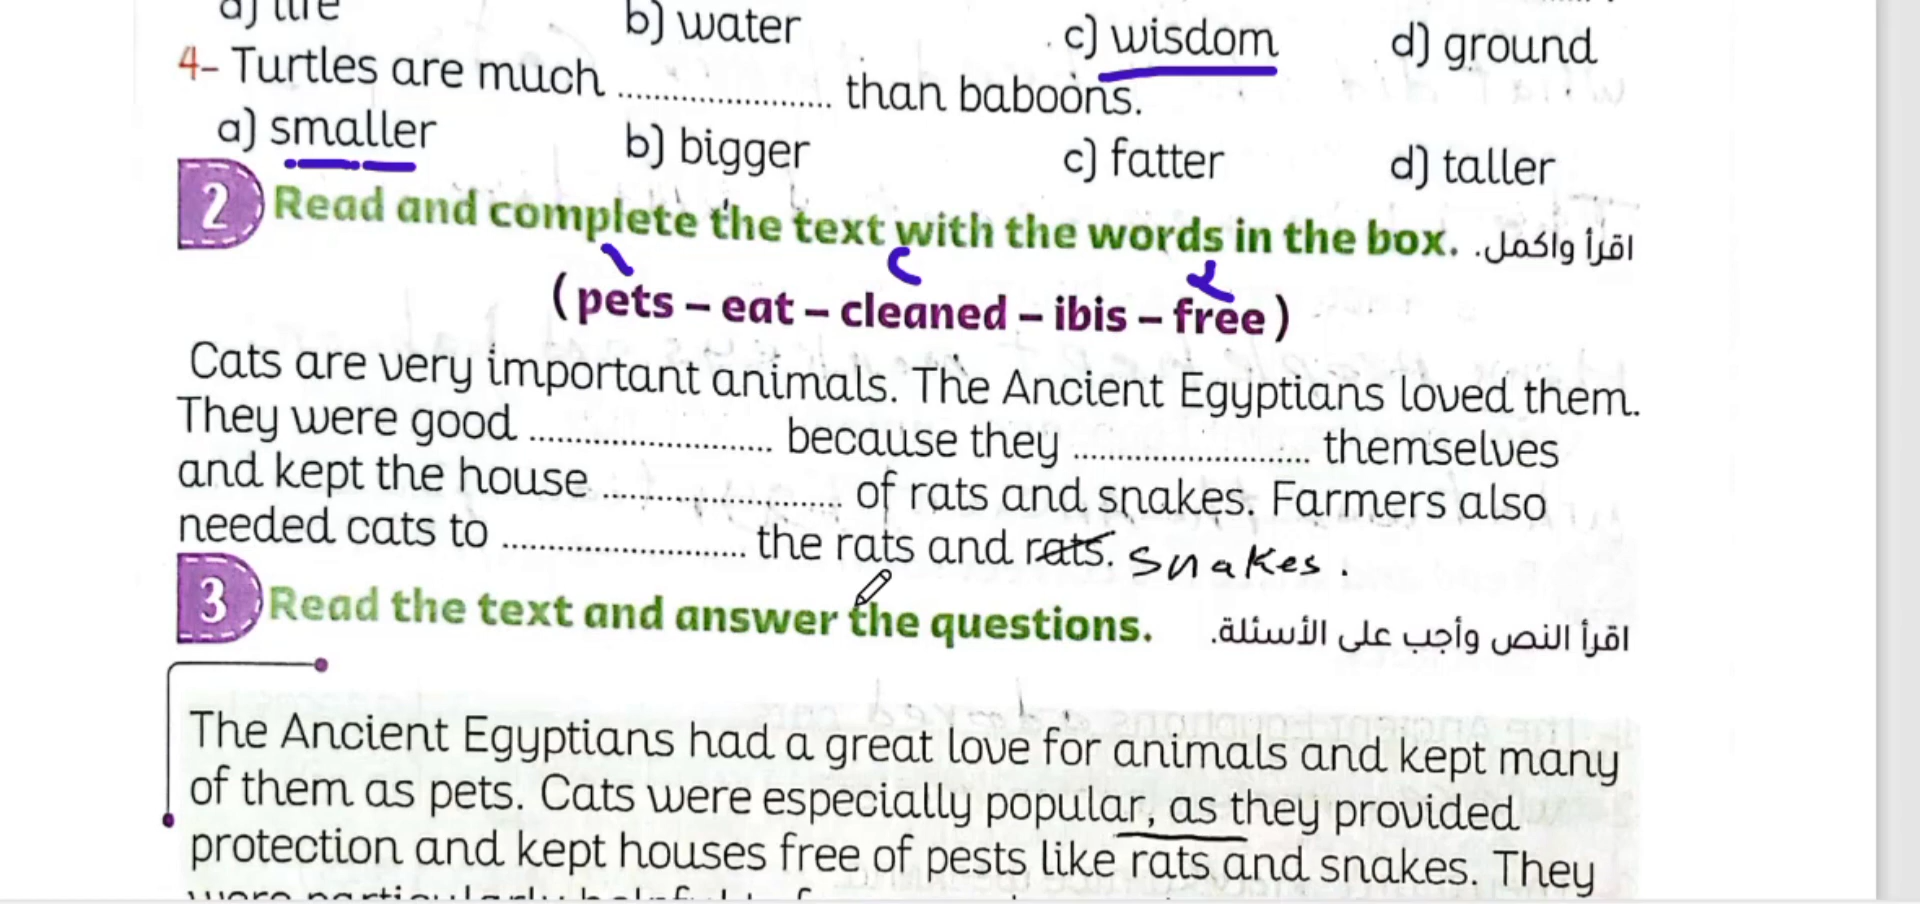 b) water c) wisdom d) ground
4- Turtles are much ........................ than baboons.
a) smaller b) bigger c) fatter d) taller
2 Read and complete the text with the words in the box. اقرأ واكمل.
( pets – eat – cleaned – ibis – free )
Cats are very important animals. The Ancient Egyptians loved them.
They were good ........................ because they ........................ themselves
and kept the house ........................ of rats and snakes. Farmers also
needed cats to ........................ the rats and rats. snakes.
3 Read the text and answer the questions. اقرأ النص وأجب على الأسئلة.
The Ancient Egyptians had a great love for animals and kept many
of them as pets. Cats were especially popular, as they provided
protection and kept houses free of pests like rats and snakes. They